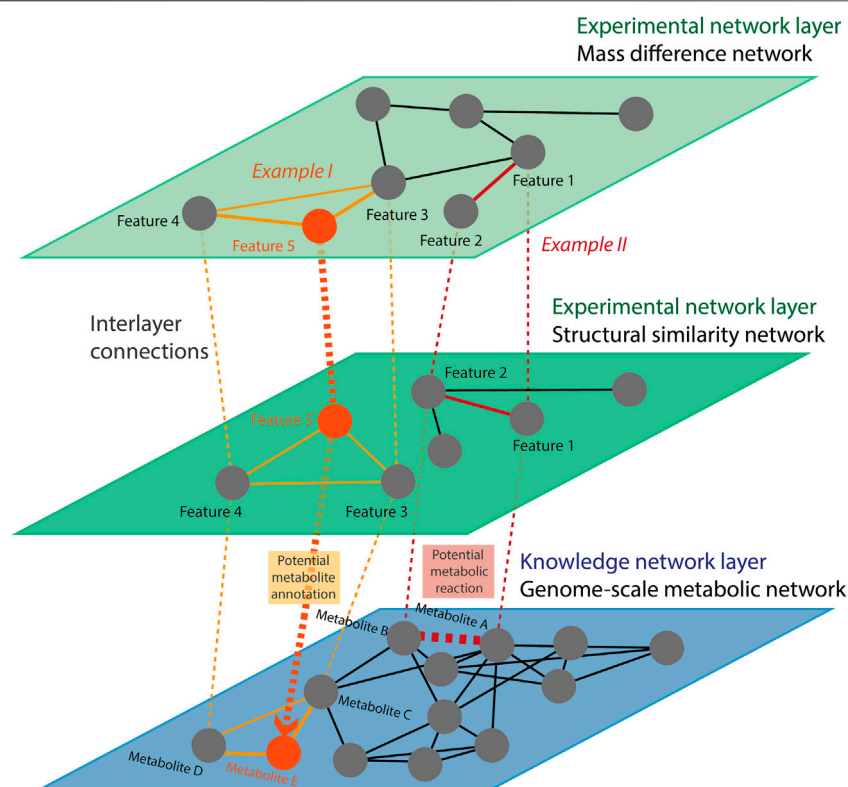 Experimental network layer
Mass difference network
Example I
Feature 1
Feature 4
Feature 3
Feature 5
Feature 2
Example II
Interlayer
connections
Experimental network layer
Structural similarity network
Feature 2
Feature 5
Feature 1
Feature 4
Feature 3
Potential
metabolite
annotation
Potential
metabolic
reaction
Knowledge network layer
Genome-scale metabolic network
Metabolite A
Metabolite B
Metabolite C
Metabolite D
Metabolite E